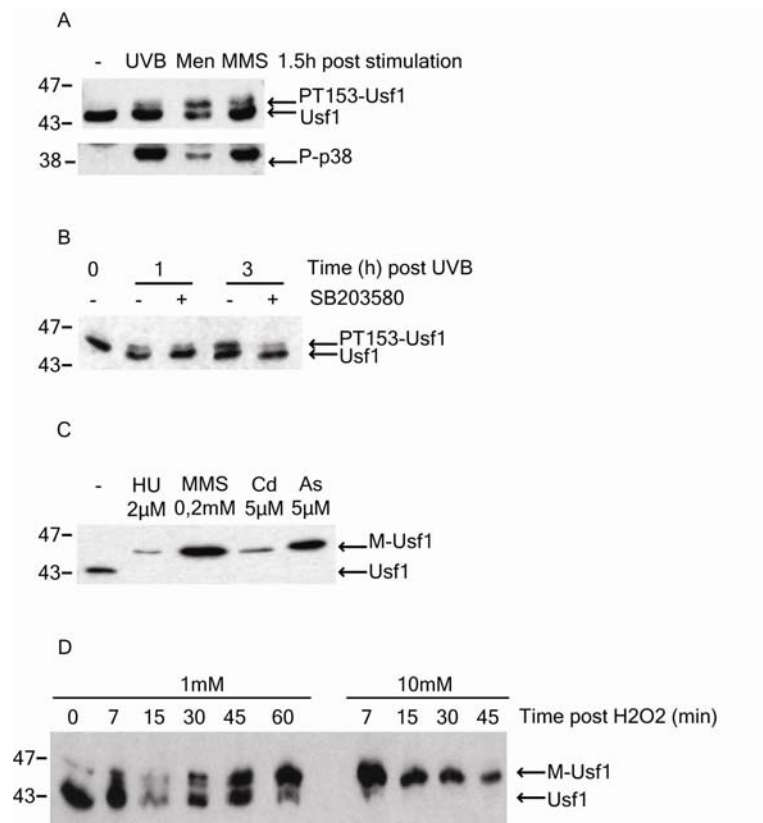 A
- UVB Men MMS 1.5h post stimulation
47
PT153-Usf1
43
Usf1
38
P-p38
B
0 1 3 Time (h) post UVB
- - + - + SB203580
47
PT153-Usf1
43
Usf1
C
- HU MMS Cd As
2µM 0,2mM 5µM 5µM
47
M-Usf1
43
Usf1
D
1mM 10mM
0 7 15 30 45 60 7 15 30 45 Time post H2O2 (min)
47
M-Usf1
43
Usf1